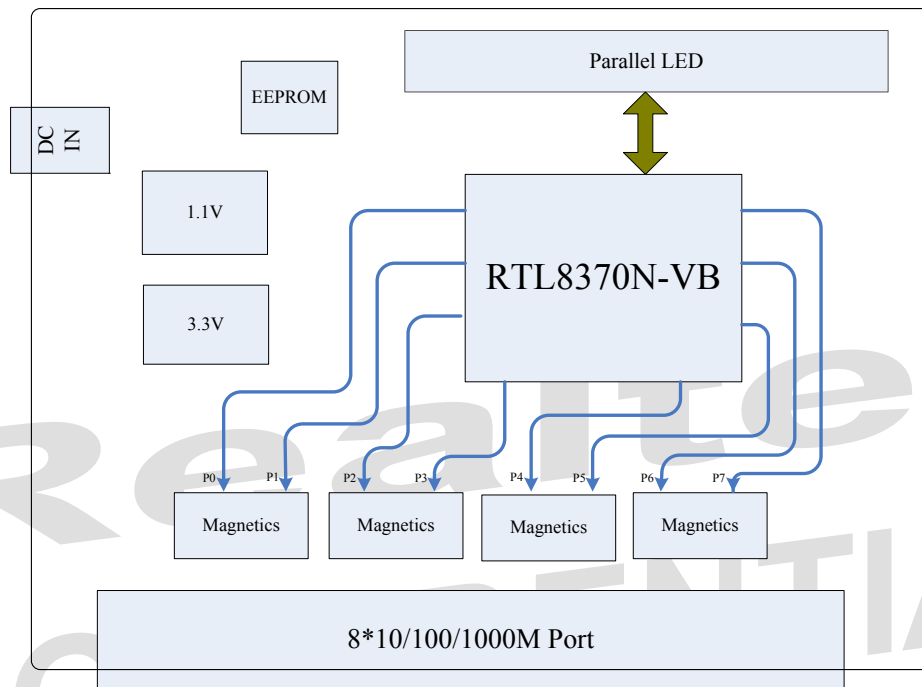 Parallel LED
EEPROM
DC
IN
1.1V
RTL8370N-VB
3.3V
Realte
P0
P1
P2
P3
P4
P5
P6
P7
Magnetics
Magnetics
Magnetics
Magnetics
8*10/100/1000M Port